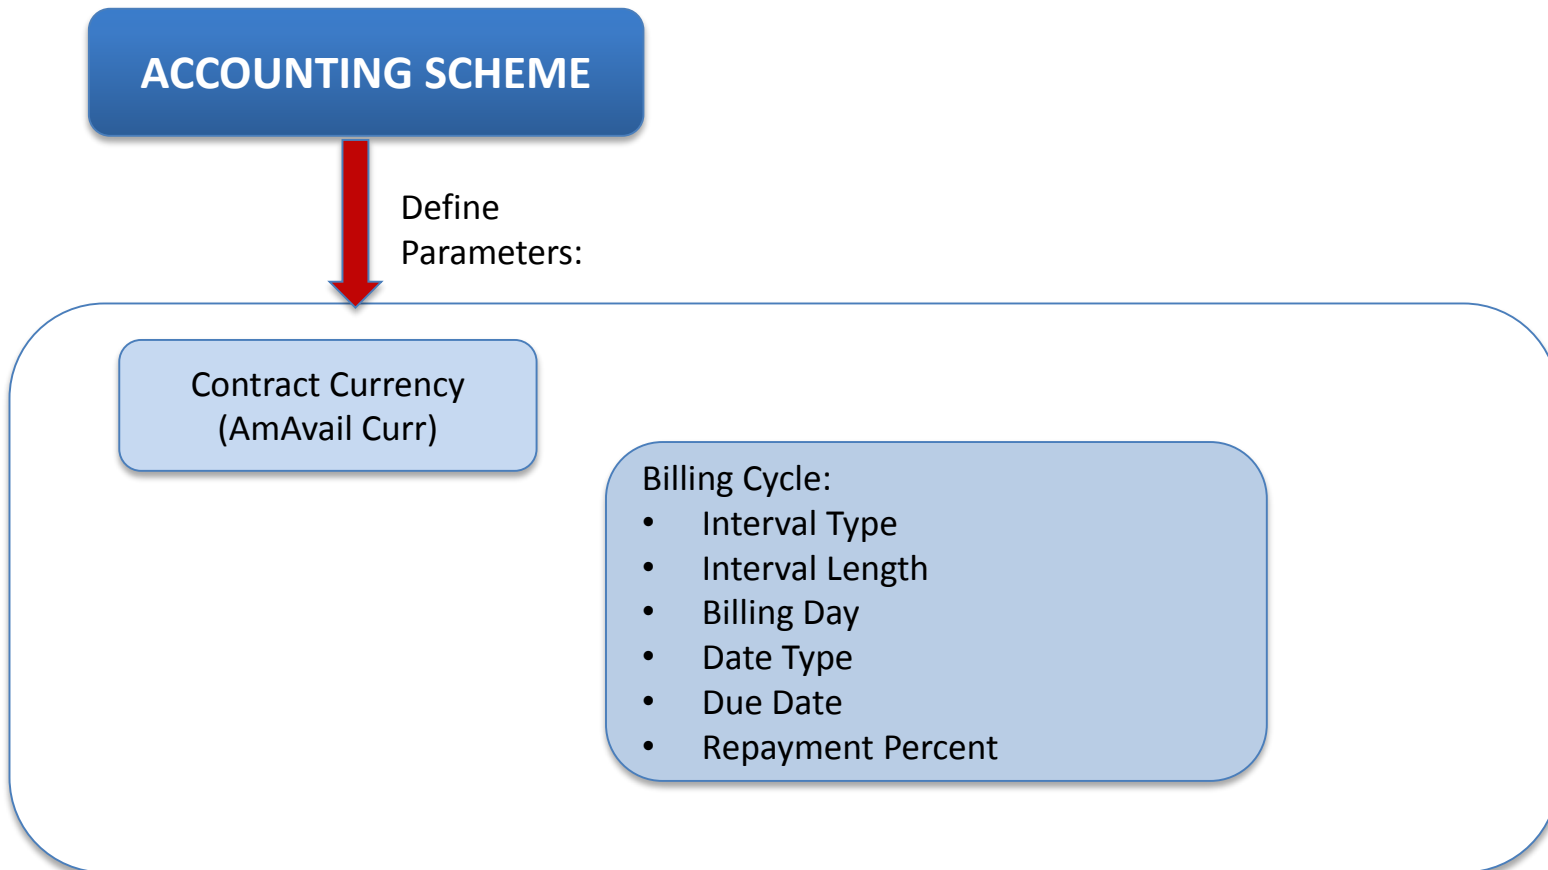 ACCOUNTING SCHEME
Define
Parameters:
Contract Currency
(AmAvail Curr)
Billing Cycle:
• Interval Type
• Interval Length
• Billing Day
• Date Type
• Due Date
• Repayment Percent